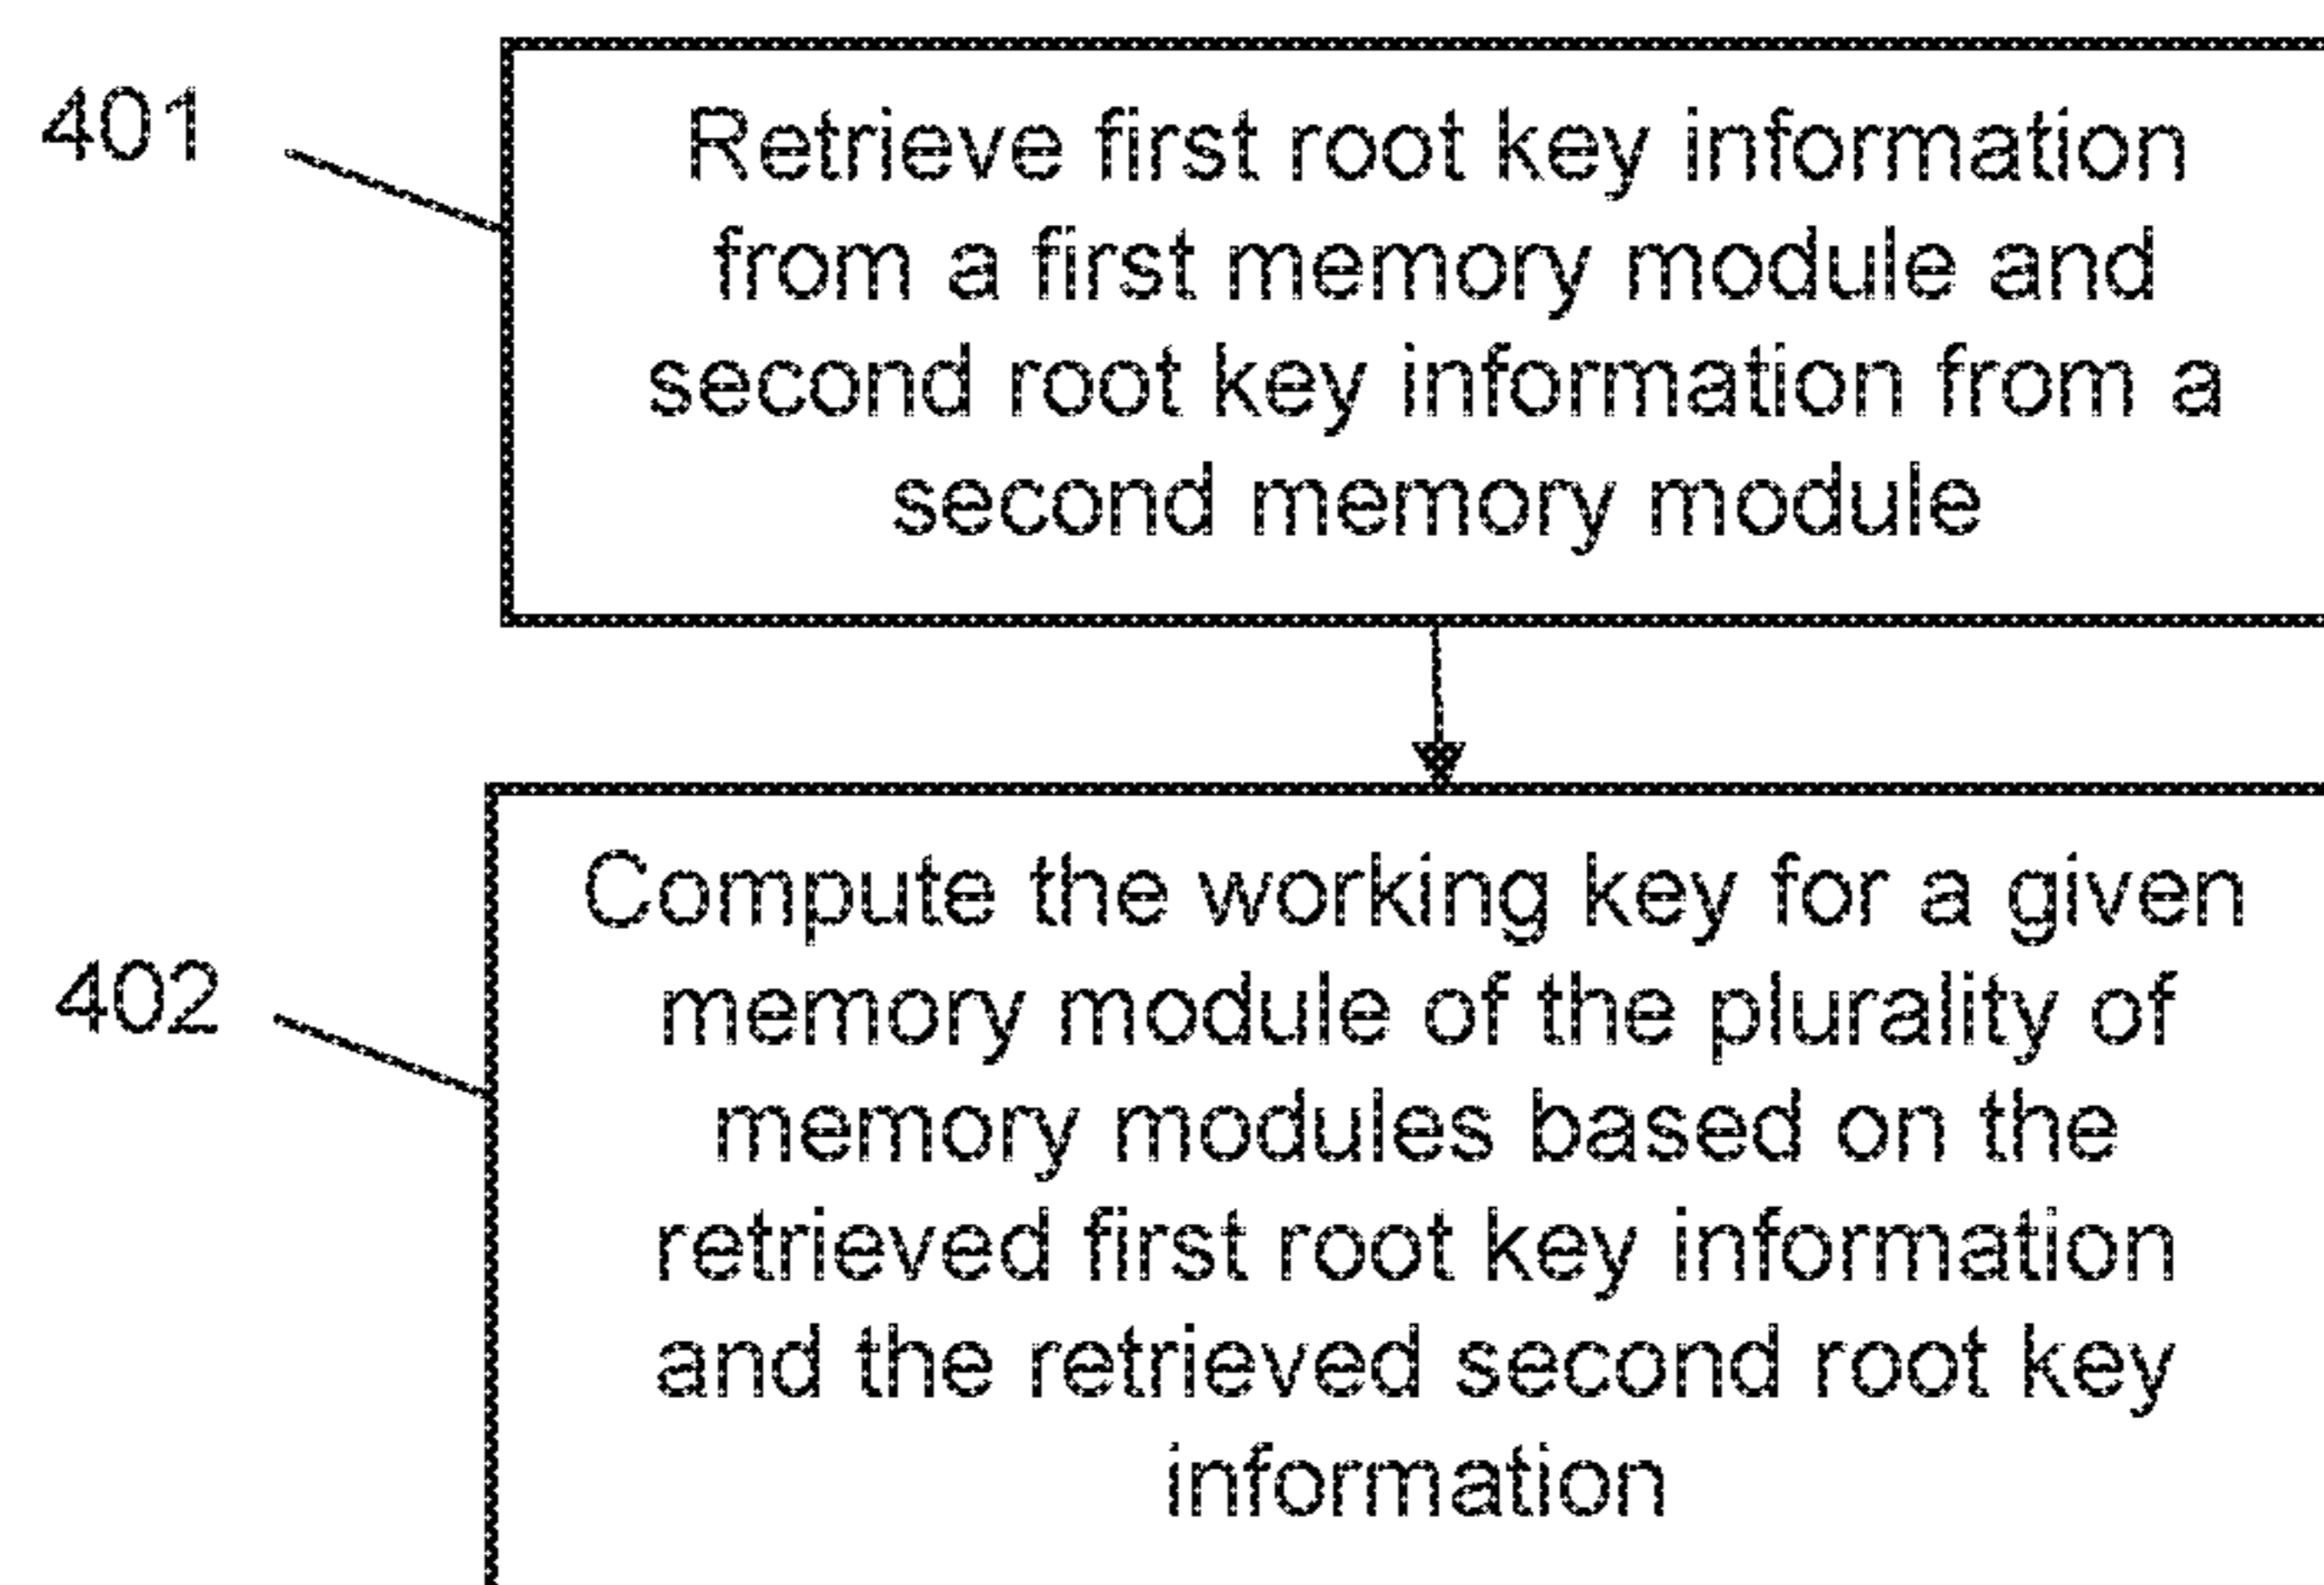 401
Retrieve first root key information
from a first memory module and
second root key information from a
second memory module
402
Compute the working key for a given
memory module of the plurality of
memory modules based on the
retrieved first root key information
and the retrieved second root key
information